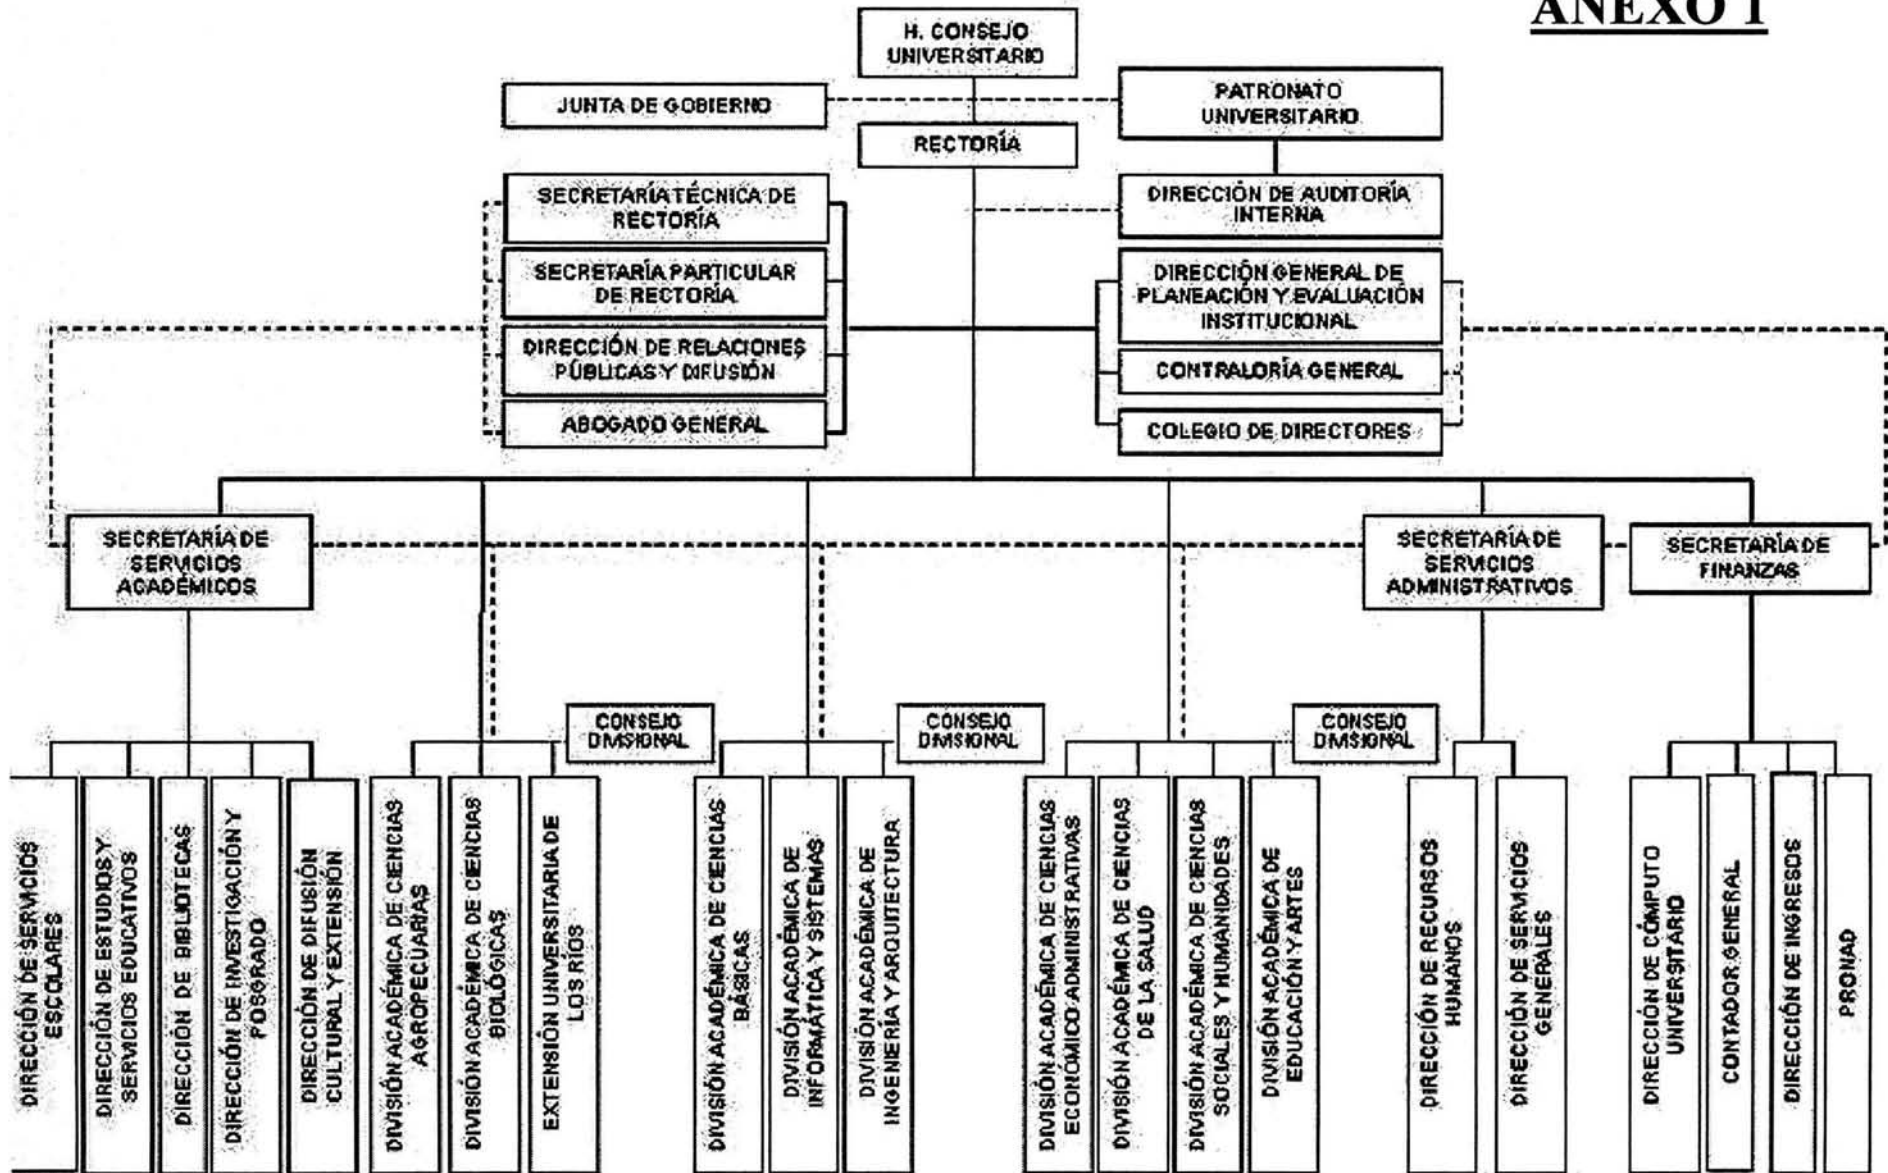 ANEXO 1
H. CONSEJO
UNIVERSITARIO
JUNTA DE GOBIERNO
PATRONATO
UNIVERSITARIO
RECTORÍA
SECRETARÍA TÉCNICA DE
RECTORÍA
DIRECCIÓN DE AUDITORÍA
INTERNA
SECRETARÍA PARTICULAR
DE RECTORÍA
DIRECCIÓN GENERAL DE
PLANEACIÓN Y EVALUACIÓN
INSTITUCIONAL
DIRECCIÓN DE RELACIONES
PÚBLICAS Y DIFUSIÓN
CONTRALORÍA GENERAL
ABOGADO GENERAL
COLEGIO DE DIRECTORES
SECRETARÍA DE
SERVICIOS
ACADÉMICOS
SECRETARÍA DE
SERVICIOS
ADMINISTRATIVOS
SECRETARÍA DE
FINANZAS
CONSEJO
DIVISIONAL
CONSEJO
DIVISIONAL
CONSEJO
DIVISIONAL
DIRECCIÓN DE SERVICIOS
ESCOLARES
DIRECCIÓN DE ESTUDIOS Y
SERVICIOS EDUCATIVOS
DIRECCIÓN DE BIBLIOTECAS
DIRECCIÓN DE INVESTIGACIÓN Y
POSGRADO
DIRECCIÓN DE DIFUSIÓN
CULTURAL Y EXTENSIÓN
DIVISIÓN ACADÉMICA DE CIENCIAS
AGROPECUARIAS
DIVISIÓN ACADÉMICA DE CIENCIAS
BIOLÓGICAS
EXTENSIÓN UNIVERSITARIA DE
LOS RÍOS
DIVISIÓN ACADÉMICA DE CIENCIAS
BÁSICAS
DIVISIÓN ACADÉMICA DE
INFORMÁTICA Y SISTEMAS
DIVISIÓN ACADÉMICA DE
INGENIERÍA Y ARQUITECTURA
DIVISIÓN ACADÉMICA DE CIENCIAS
ECONÓMICO ADMINISTRATIVAS
DIVISIÓN ACADÉMICA DE CIENCIAS
DE LA SALUD
DIVISIÓN ACADÉMICA DE CIENCIAS
SOCIALES Y HUMANIDADES
DIVISIÓN ACADÉMICA DE
EDUCACIÓN Y ARTES
DIRECCIÓN DE RECURSOS
HUMANOS
DIRECCIÓN DE SERVICIOS
GENERALES
DIRECCIÓN DE CÓMPUTO
UNIVERSITARIO
CONTADOR GENERAL
DIRECCIÓN DE INGRESOS
PRONAD